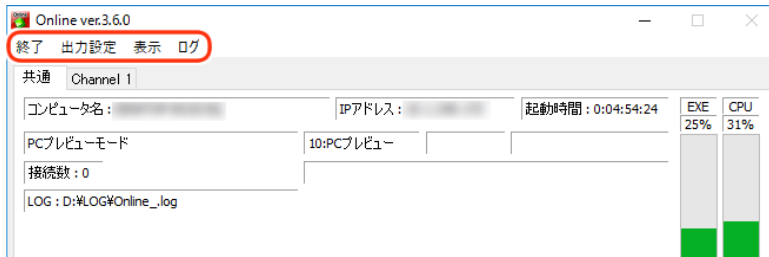 Online ver.3.6.0
終了 出力設定 表示 ログ
共通 Channel 1
コンピュータ名: IPアドレス: 起動時間:0:04:54:24 EXE CPU
25% 31%
PCプレビューモード 10:PCプレビュー
接続数:0
LOG:D:¥LOG¥Online_.log